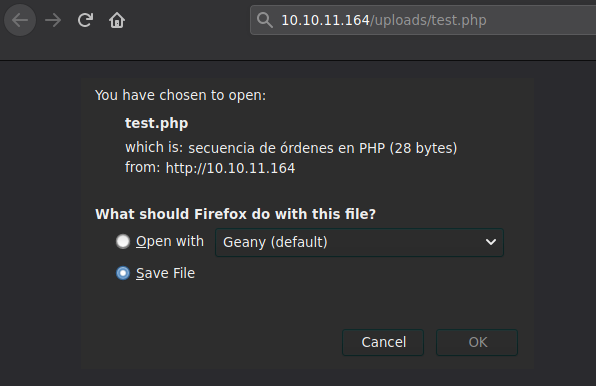 10.10.11.164/uploads/test.php
You have chosen to open:
test.php
which is: secuencia de órdenes en PHP (28 bytes)
from: http://10.10.11.164
What should Firefox do with this file?
Open with Geany (default)
Save File
Cancel OK